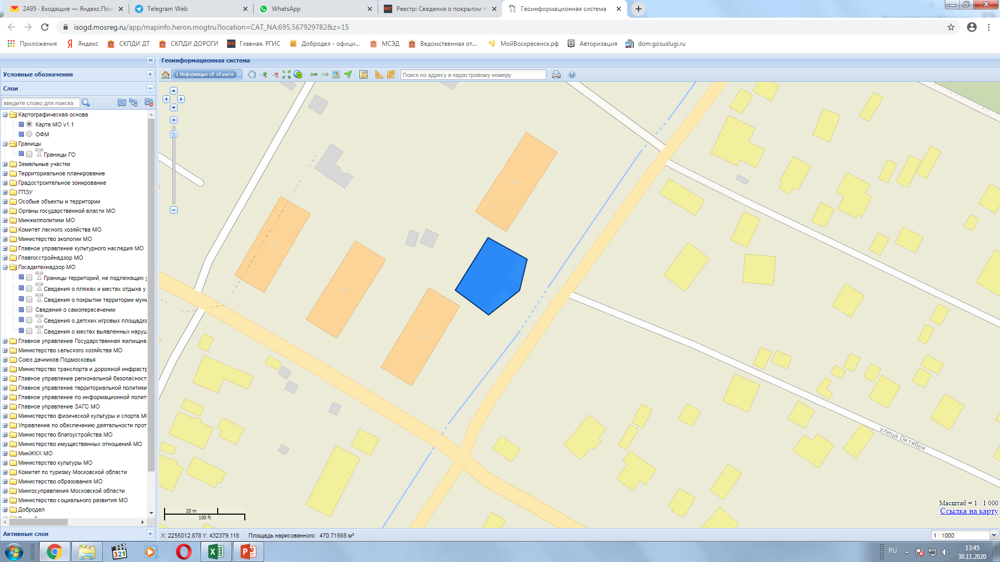 2495 · Входящие — Яндекс.Поч
Telegram Web
WhatsApp
Реестр: Сведения о покрытии т
Геоинформационная система
isogd.mosreg.ru/app/mapinfo.heron.mogtru?location=CAT_NA:695,567929782&z=15
Приложения
Яндекс
СКПДИ ДТ
СКПДИ ДОРОГИ
Главная. РГИС
Добродел - офици...
МСЭД
Ведомственная от...
МойВоскресенск.рф
Авторизация
dom.gosuslugi.ru
Геоинформационная система
Условные обозначения
Информация об объекте
Поиск по адресу и кадастровому номеру
Слои
введите слово для поиска
Картографическая основа
Карта МО v1.1
ОФМ
Границы
Границы ГО
Земельные участки
Территориальное планирование
Градостроительное зонирование
ГПЗУ
Особые объекты и территории
Органы государственной власти МО
Минжилполитики МО
Комитет лесного хозяйства МО
Министерство экологии МО
Главное управление культурного наследия МО
Главгосстройнадзор МО
Госадмтехнадзор МО
Границы территорий, не подлежащих у
Сведения о пляжах и местах отдыха у
Сведения о покрытии территории муни
Сведения о самопересечении
Сведения о детских игровых площадка
Сведения о местах выявленных наруш
Главное управление Государственная жилищна
Министерство сельского хозяйства МО
Союз дачников Подмосковья
Министерство транспорта и дорожной инфрастр
Главное управление региональной безопасност
Главное управление территориальной политики
Главное управление по информационной полит
Главное управление ЗАГС МО
Министерство физической культуры и спорта МО
Управление по обеспечению деятельности прот
Министерство благоустройства МО
Министерство имущественных отношений МО
МинЖКХ МО
Министерство культуры МО
Комитет по туризму Московской области
Министерство образования МО
Мингосуправления Московской области
Министерство социального развития МО
Добродел
Активные слои
4
1
2
3
улица Октября
20 m
100 ft
Масштаб = 1 : 1 000
Ссылка на карту
X: 2255012.878 Y: 432379.118
Площадь нарисованного : 470.71888 м²
1 : 1000
321
RU
13:45
30.11.2020